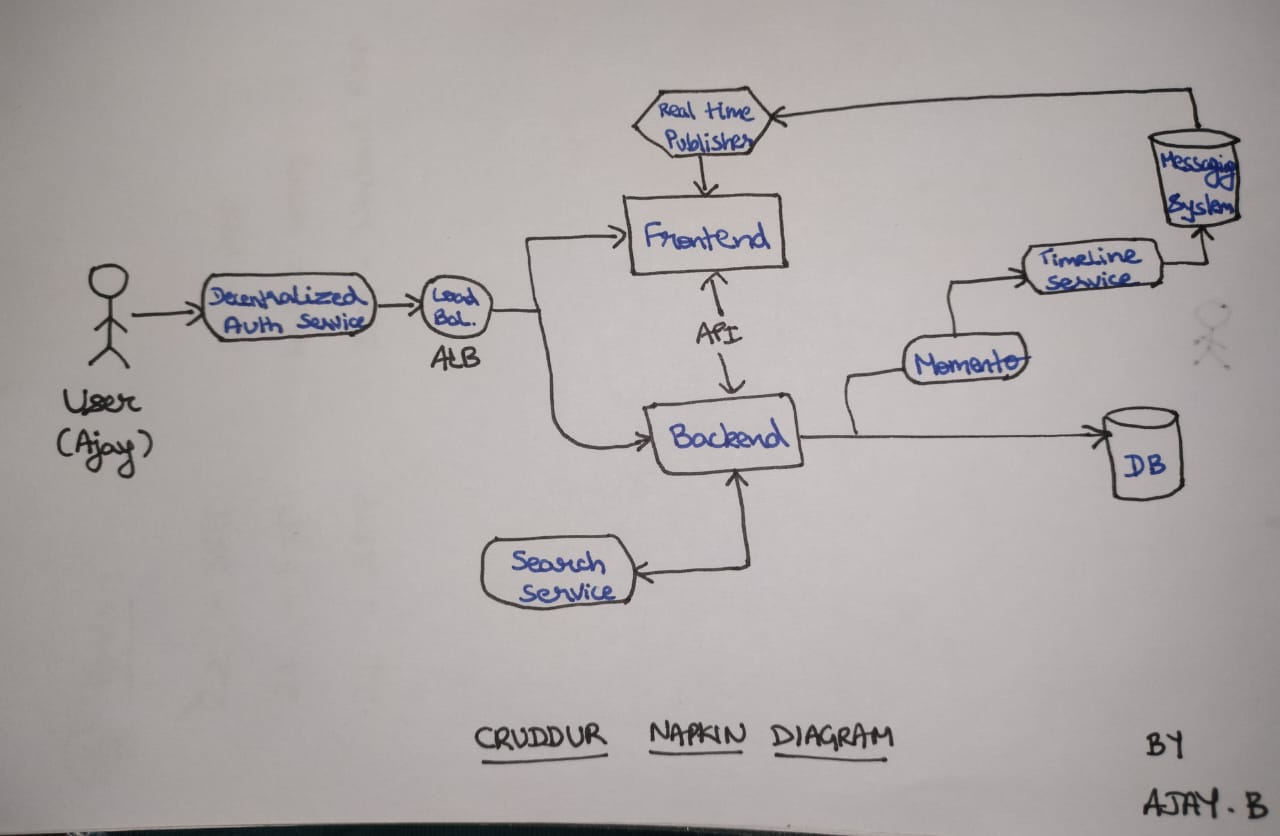 Real time
Publisher
Messaging
System
Frontend
Timeline
Service
Decentralized
Auth Service
Load
Bal.
ALB
API
Momento
User
(Ajay)
Backend
DB
Search
Service
CRUDDUR NAPKIN DIAGRAM
BY
AJAY. B